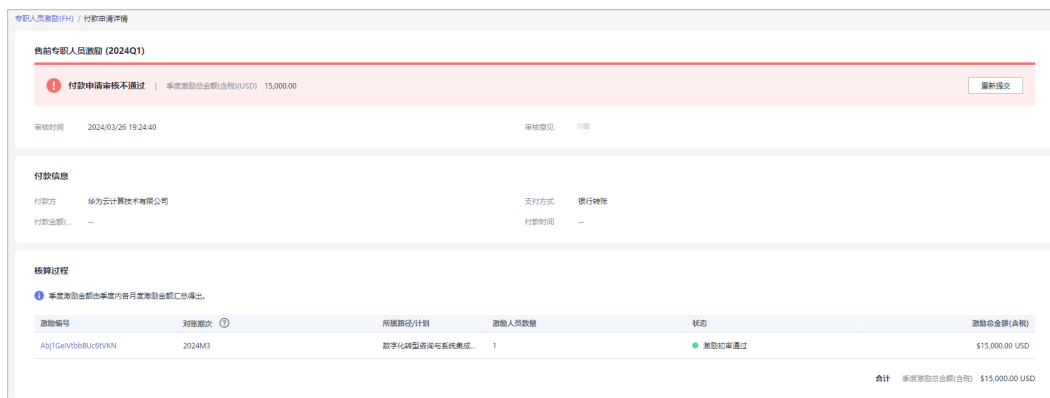 专职人员激励(FH) / 付款申请详情
售前专职人员激励 (2024Q1)
付款申请审核不通过 | 季度激励总金额(含税)(USD) 15,000.00 重新提交
审核时间 2024/03/26 19:24:40 审核意见
付款信息
付款方 华为云计算技术有限公司 支付方式 银行转账
付款金额(... -- 付款时间 --
核算过程
季度激励金额由季度内各月度激励金额汇总得出。
激励编号 对账期次 ? 所属路径/计划 激励人员数量 状态 激励总金额(含税)
Abj1GeIVtbbBUc6tVKN 2024M3 数字化转型咨询与系统集成... 1 激励初审通过 $15,000.00 USD
合计 季度激励总金额(含税) $15,000.00 USD